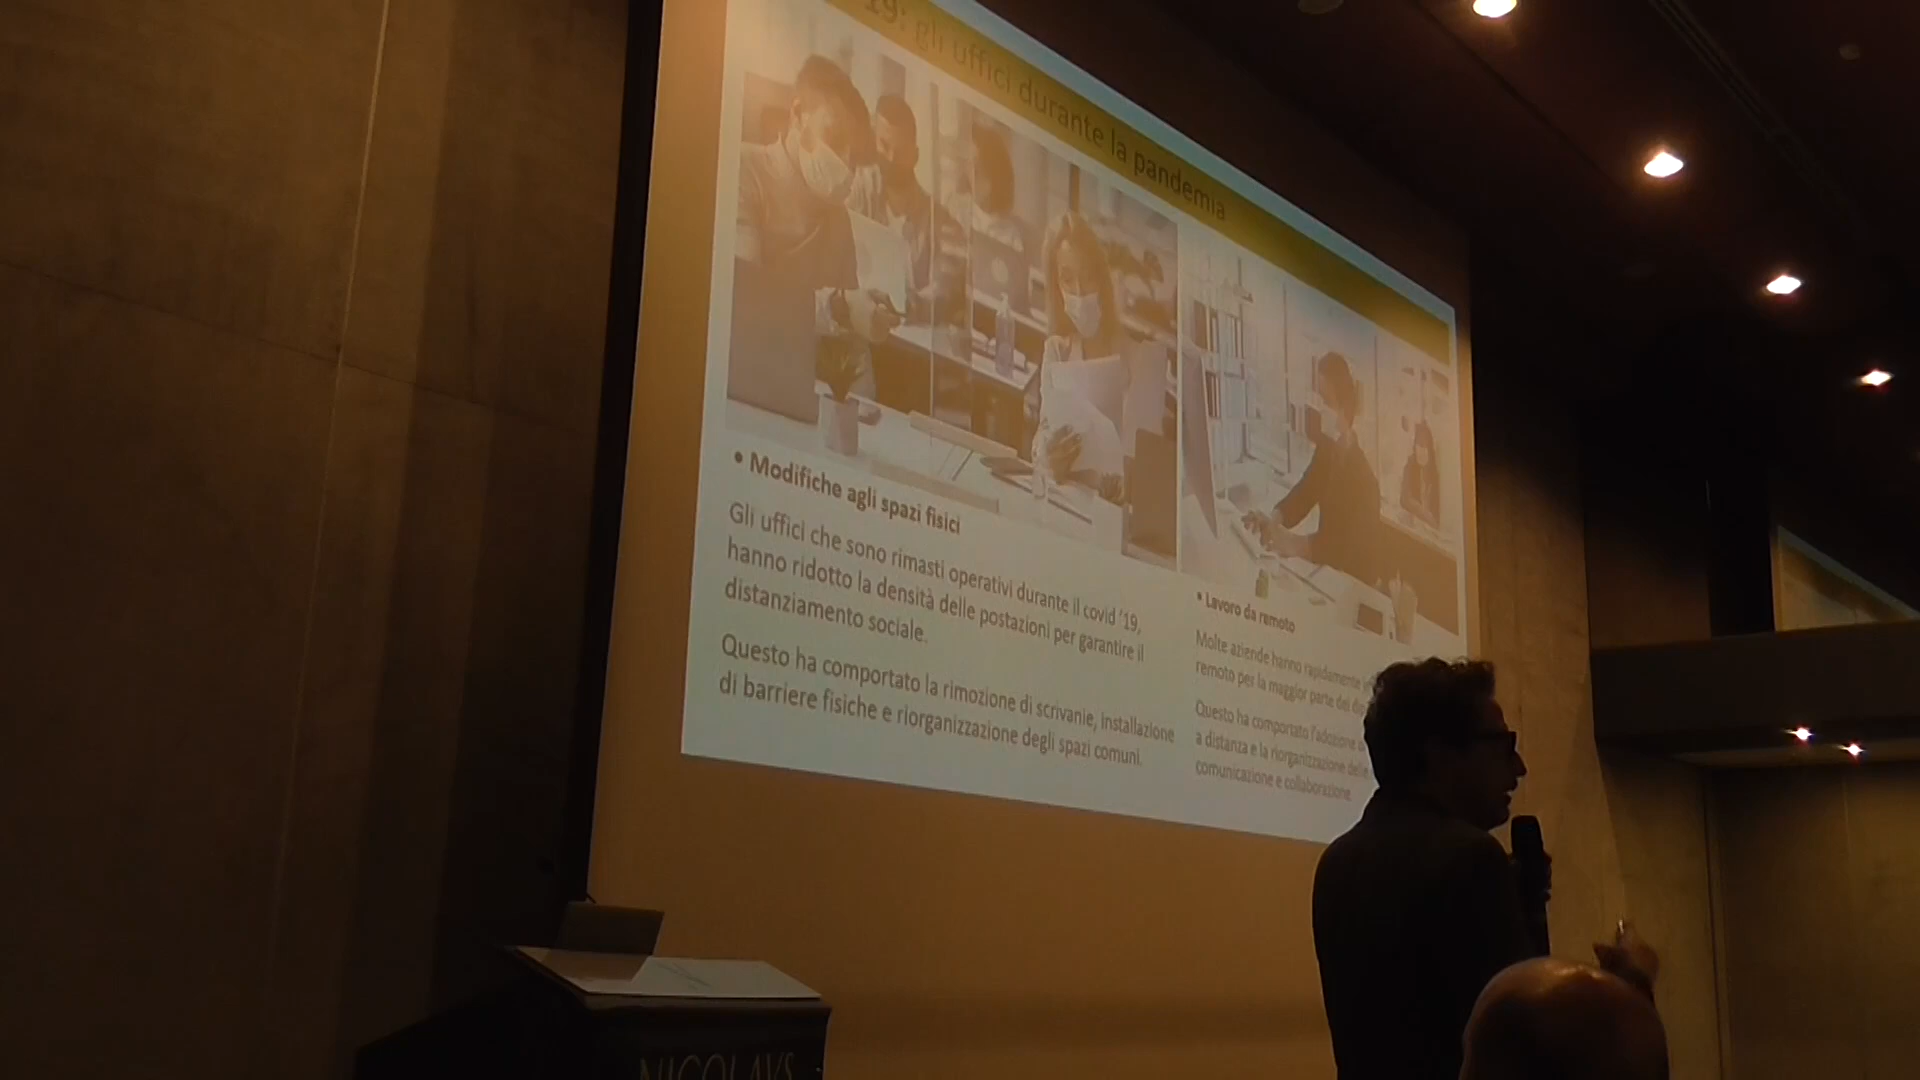 19: gli uffici durante la pandemia
• Modifiche agli spazi fisici
Gli uffici che sono rimasti operativi durante il covid '19,
hanno ridotto la densità delle postazioni per garantire il
distanziamento sociale.
Questo ha comportato la rimozione di scrivanie, installazione
di barriere fisiche e riorganizzazione degli spazi comuni.
• Lavoro da remoto
Molte aziende hanno rapidamente
remoto per la maggior parte dei
Questo ha comportato l'adozione
a distanza e la riorganizzazione delle
comunicazione e collaborazione.
NICOLAVS